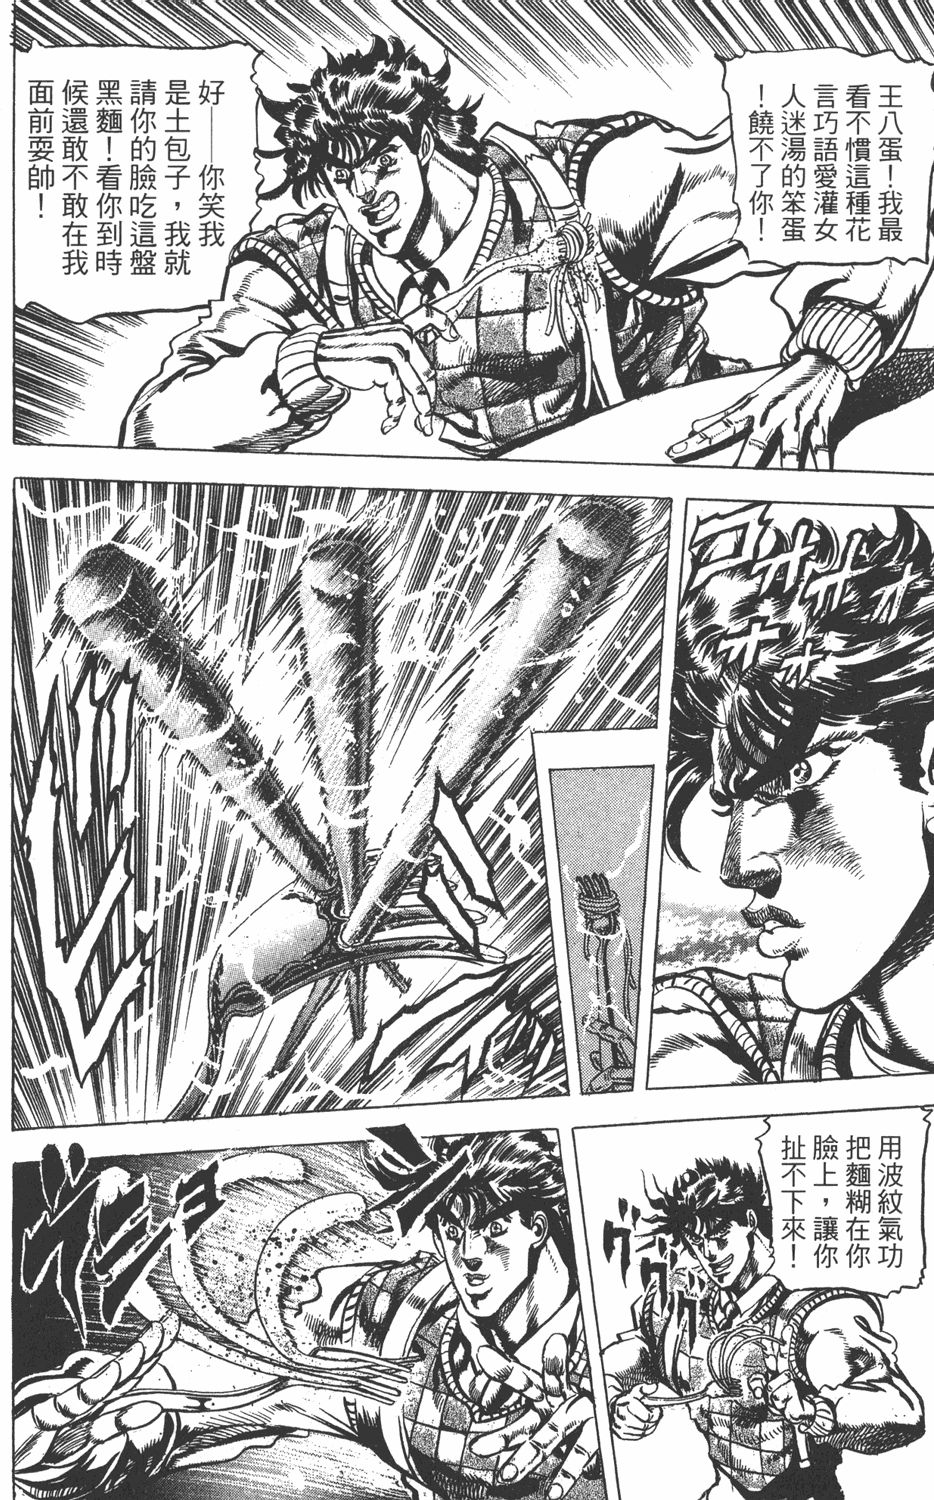 王八蛋！我最
看不慣這種花
言巧語愛灌女
人迷湯的笨蛋
！饒不了你！
好——你笑我
是土包子，我就
請你的臉吃這盤
黑麵！看你到時
候還敢不敢在我
面前耍帥！
コオオオ
オオ
用波紋氣功
把麵糊在你
臉上，讓你
扯不下來！